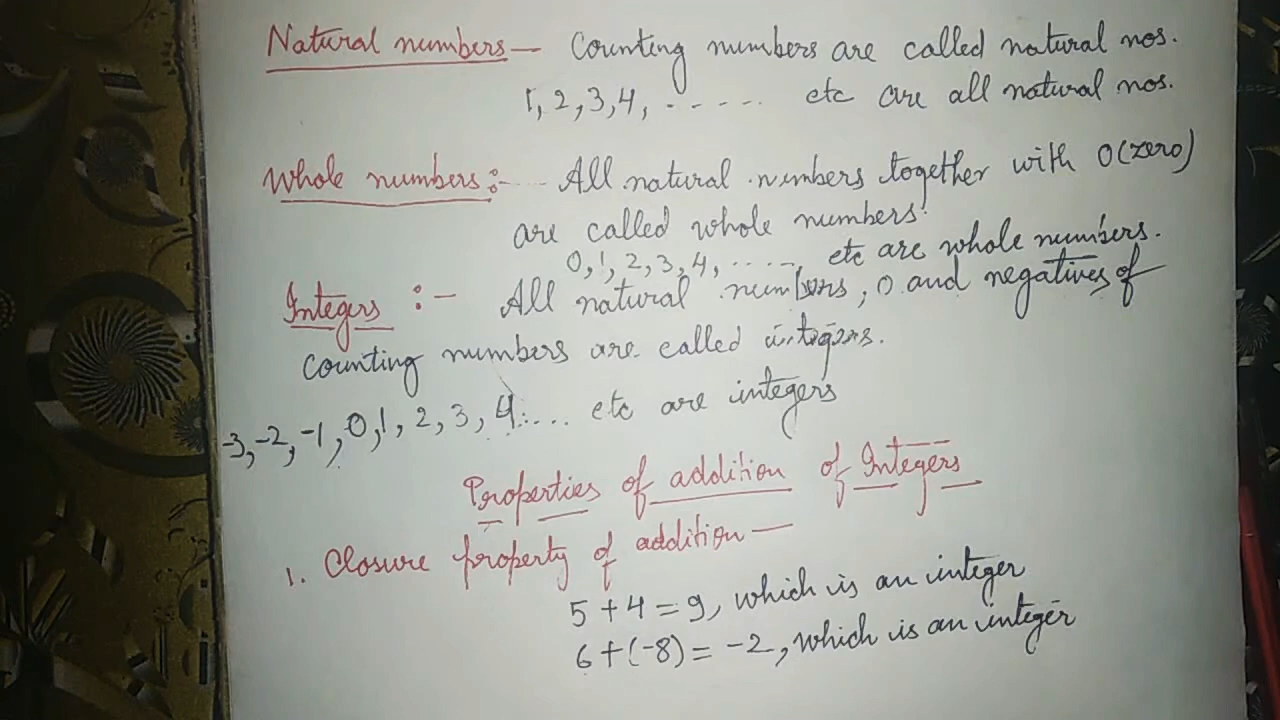 Natural numbers— Counting numbers are called natural nos.
1, 2, 3, 4, ...... etc are all natural nos.
Whole numbers:- All natural numbers together with 0(zero)
are called whole numbers.
0, 1, 2, 3, 4, ..... etc are whole numbers.
Integers :- All natural numbers, 0 and negatives of
counting numbers are called integers.
-3, -2, -1, 0, 1, 2, 3, 4..... etc are integers
Properties of addition of Integers
1. Closure property of addition—
5 + 4 = 9, which is an integer
6 + (-8) = -2, which is an integer